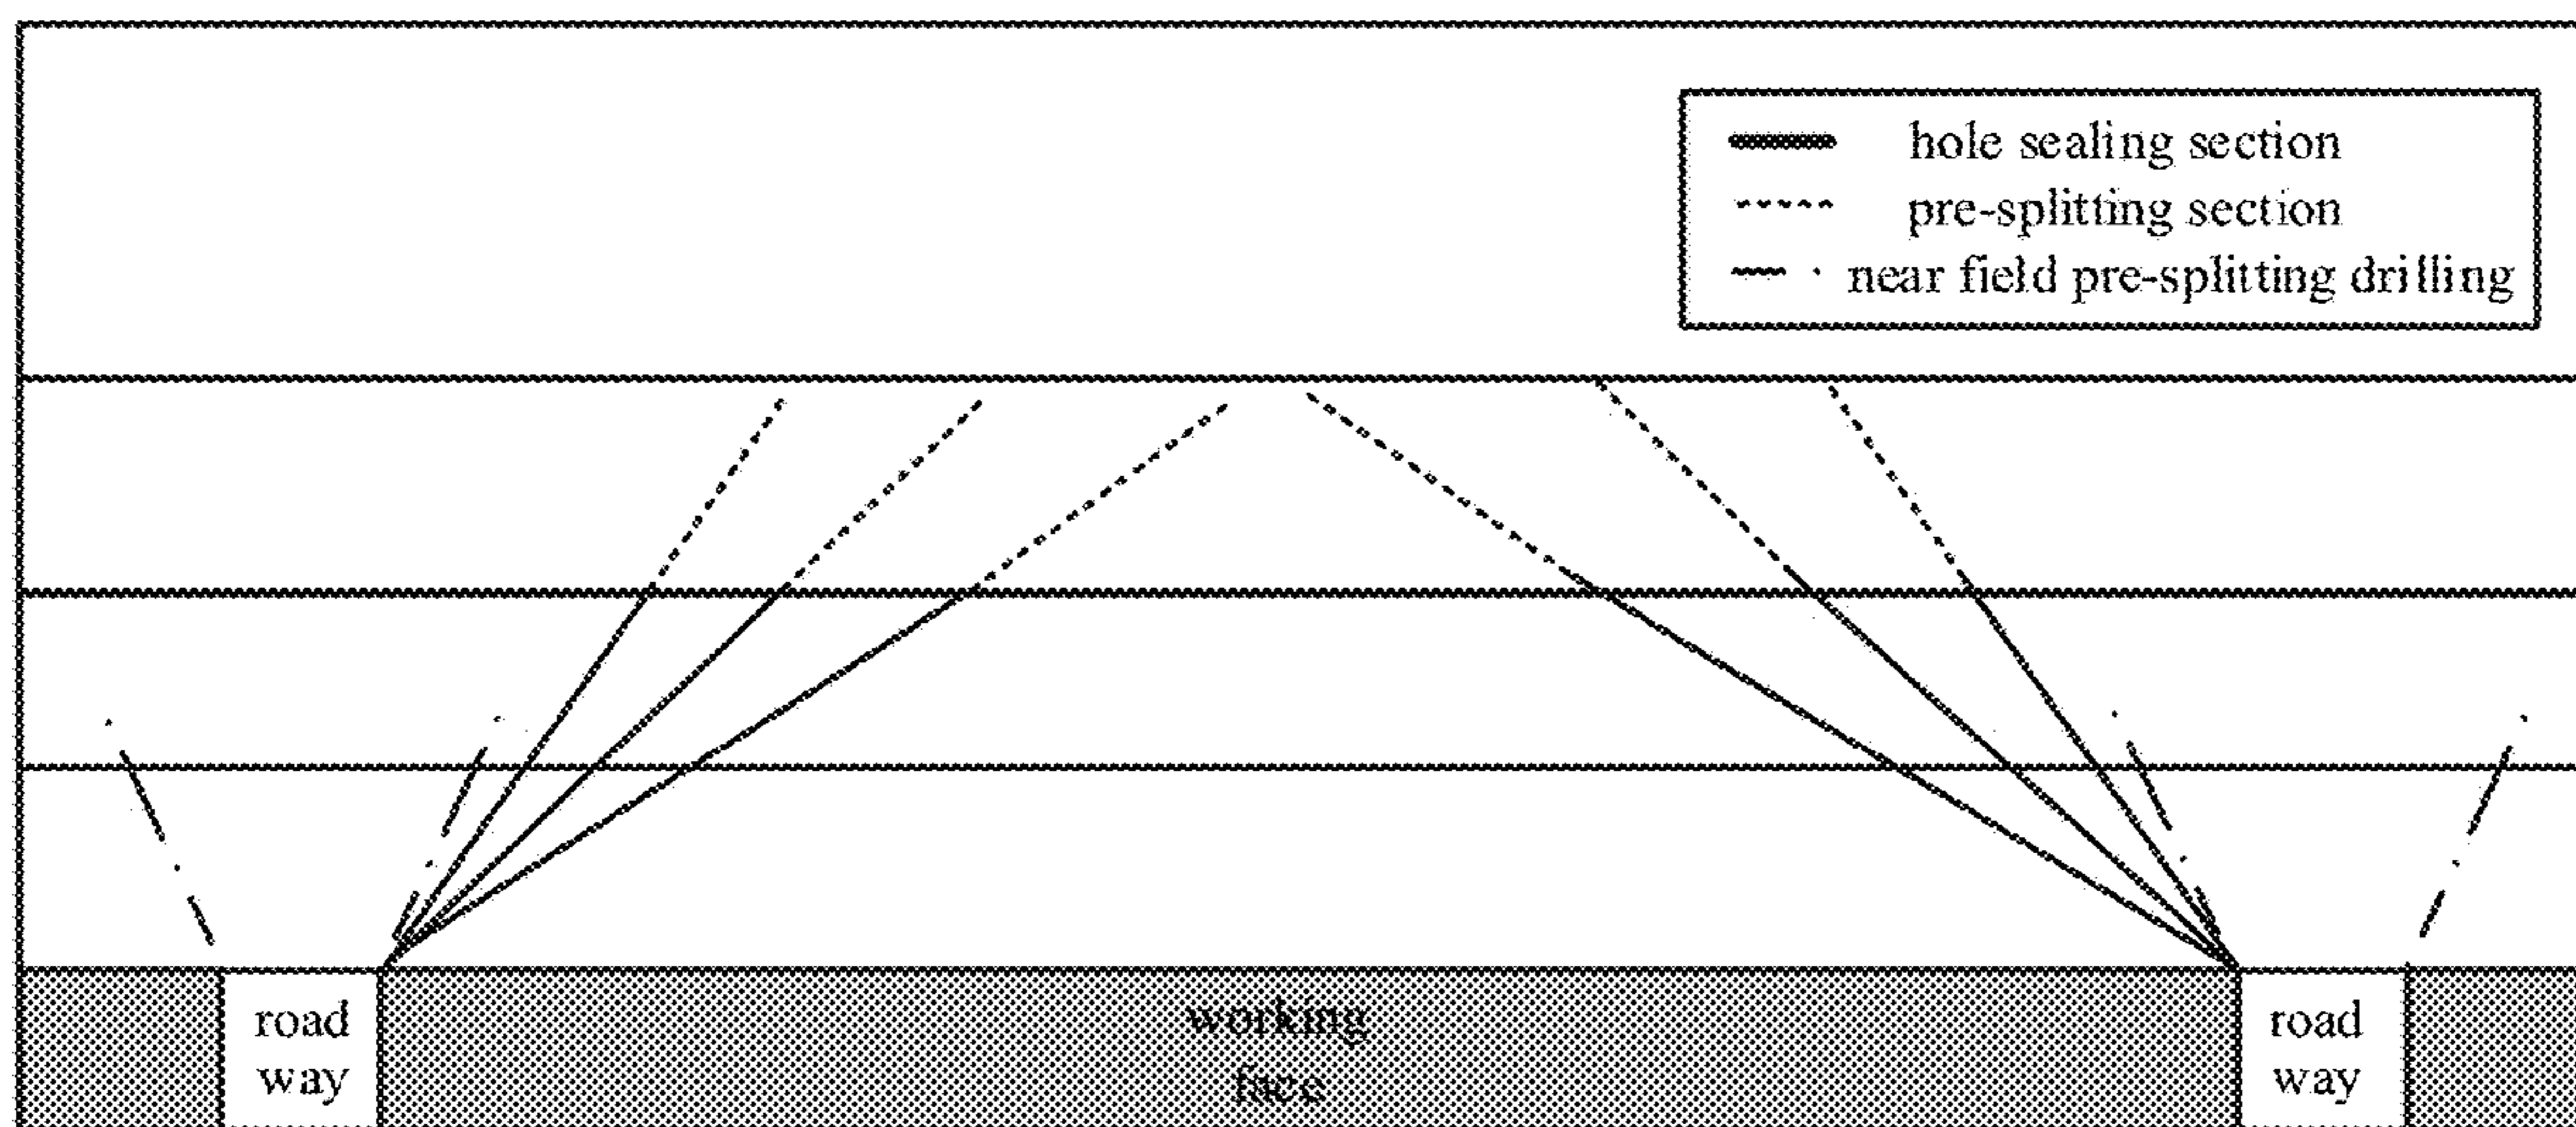 hole sealing section
pre-splitting section
near field pre-splitting drilling
road
way
working
face
road
way